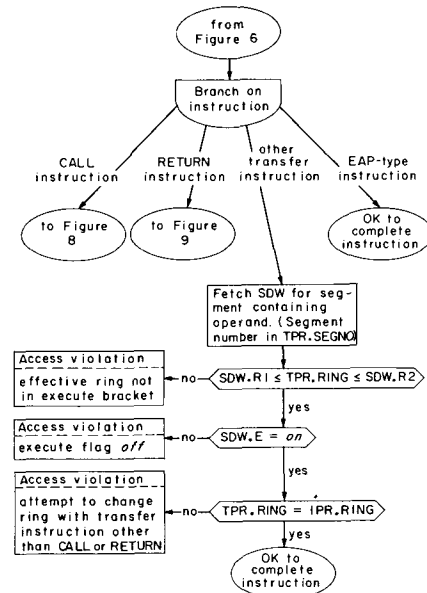 from
Figure 6
Branch on
instruction
CALL
instruction
RETURN
instruction
other
transfer
instruction
EAP-type
instruction
to Figure
8
to Figure
9
OK to
complete
instruction
Fetch SDW for seg-
ment containing
operand. (Segment
number in TPR.SEGNO)
Access violation
effective ring not
in execute bracket
no
SDW.R1 ≤ TPR.RING ≤ SDW.R2
yes
Access violation
execute flag off
no
SDW.E = on
yes
Access violation
attempt to change
ring with transfer
instruction other
than CALL or RETURN
no
TPR.RING = IPR.RING
yes
OK to
complete
instruction